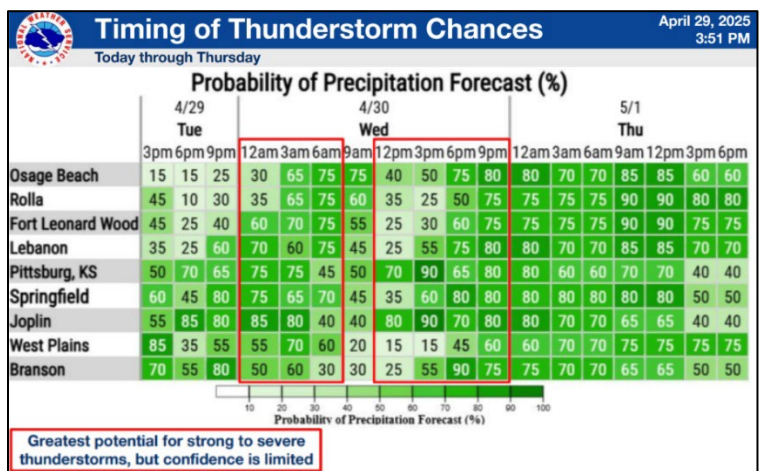 NATIONAL WEATHER SERVICE
Timing of Thunderstorm Chances
April 29, 2025
3:51 PM
Today through Thursday
Probability of Precipitation Forecast (%)
4/29 4/30 5/1
Tue Wed Thu
3pm 6pm 9pm 12am 3am 6am 9am 12pm 3pm 6pm 9pm 12am 3am 6am 9am 12pm 3pm 6pm
Osage Beach 15 15 25 30 65 75 75 40 50 75 80 80 70 70 85 85 60 60
Rolla 45 10 30 35 65 75 60 35 25 50 75 75 75 75 90 90 80 80
Fort Leonard Wood 45 25 40 60 70 75 55 25 30 60 75 75 75 75 90 90 75 75
Lebanon 35 25 60 70 60 75 45 25 55 75 80 80 70 70 85 85 70 70
Pittsburg, KS 50 70 65 75 75 45 50 70 90 65 80 80 60 60 70 70 40 40
Springfield 60 45 80 75 65 70 45 35 60 80 80 80 80 80 80 80 50 50
Joplin 55 85 80 85 80 40 40 80 90 70 80 80 70 70 65 65 40 40
West Plains 85 35 55 55 70 60 20 15 15 45 60 60 70 70 75 75 75 75
Branson 70 55 80 50 60 30 30 25 55 90 75 75 70 70 65 65 50 50
10 20 30 40 50 60 70 80 90 100
Probability of Precipitation Forecast (%)
Greatest potential for strong to severe
thunderstorms, but confidence is limited